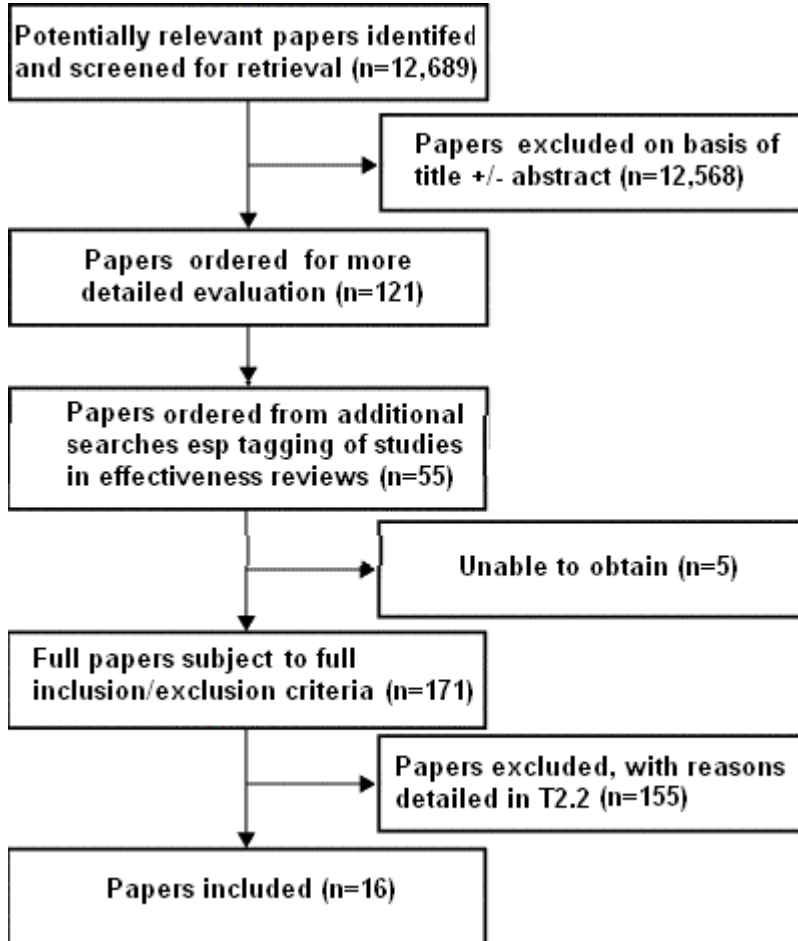 Potentially relevant papers identifed
and screened for retrieval (n=12,689)
Papers excluded on basis of
title +/- abstract (n=12,568)
Papers ordered for more
detailed evaluation (n=121)
Papers ordered from additional
searches esp tagging of studies
in effectiveness reviews (n=55)
Unable to obtain (n=5)
Full papers subject to full
inclusion/exclusion criteria (n=171)
Papers excluded, with reasons
detailed in T2.2 (n=155)
Papers included (n=16)